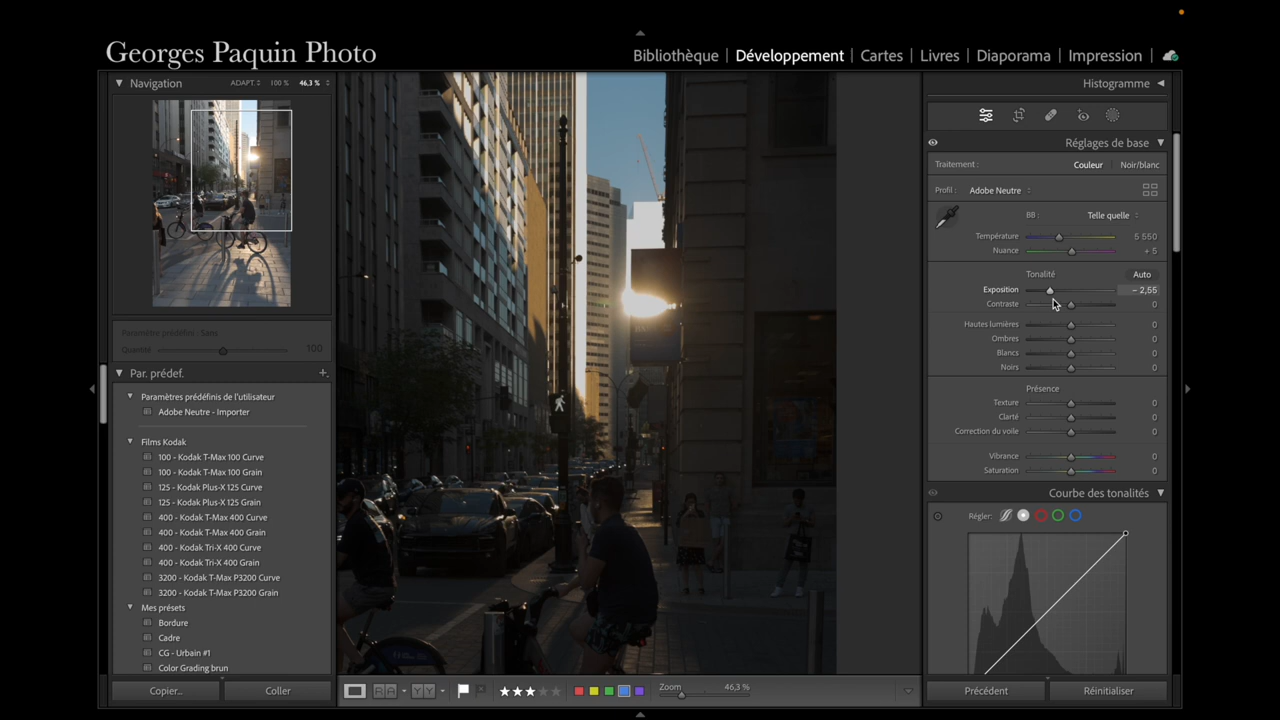 Georges Paquin Photo
Bibliothèque | Développement | Cartes | Livres | Diaporama | Impression |
Navigation ADAPT. 100 % 46,3 %
Histogramme
Réglages de base
Traitement : Couleur Noir/blanc
Profil : Adobe Neutre
BB : Telle quelle
Température 5 550
Nuance + 5
Tonalité Auto
Exposition − 2,55
Contraste 0
Hautes lumières 0
Ombres 0
Blancs 0
Noirs 0
Présence
Texture 0
Clarté 0
Correction du voile 0
Vibrance 0
Saturation 0
Courbe des tonalités
Régler :
Paramètre prédéfini : Sans
Quantité 100
Par. prédef. +
Paramètres prédéfinis de l'utilisateur
Adobe Neutre - Importer
Films Kodak
100 - Kodak T-Max 100 Curve
100 - Kodak T-Max 100 Grain
125 - Kodak Plus-X 125 Curve
125 - Kodak Plus-X 125 Grain
400 - Kodak T-Max 400 Curve
400 - Kodak T-Max 400 Grain
400 - Kodak Tri-X 400 Curve
400 - Kodak Tri-X 400 Grain
3200 - Kodak T-Max P3200 Curve
3200 - Kodak T-Max P3200 Grain
Mes présets
Bordure
Cadre
CG - Urbain #1
Color Grading brun
Copier... Coller
R A Y Y Zoom 46,3 %
Précédent Réinitialiser